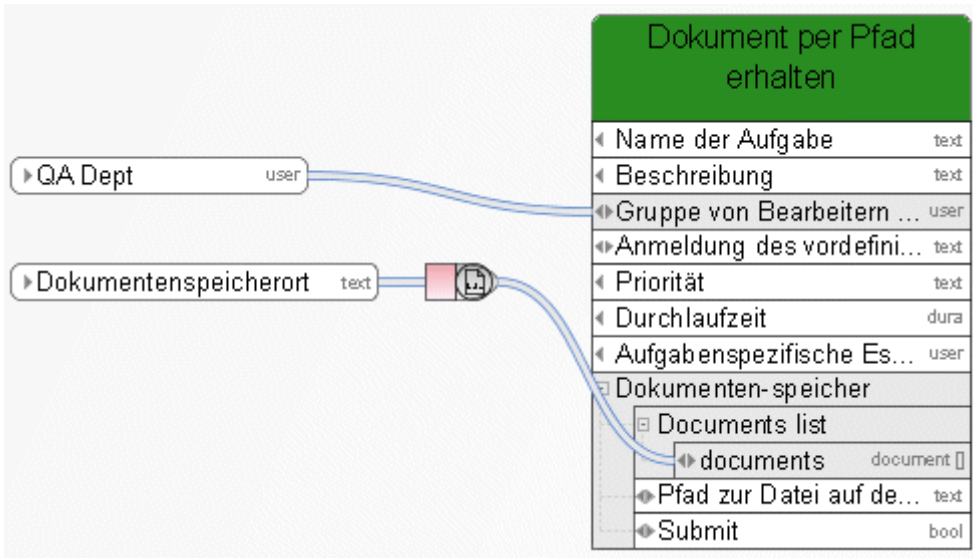 Dokument per Pfad
erhalten
Name der Aufgabe text
QA Dept user
Beschreibung text
Gruppe von Bearbeitern ... user
Anmeldung des vordefini... text
Dokumentenspeicherort text
Priorität text
Durchlaufzeit dura
Aufgabenspezifische Es... user
Dokumenten-speicher
Documents list
documents document []
Pfad zur Datei auf de... text
Submit bool